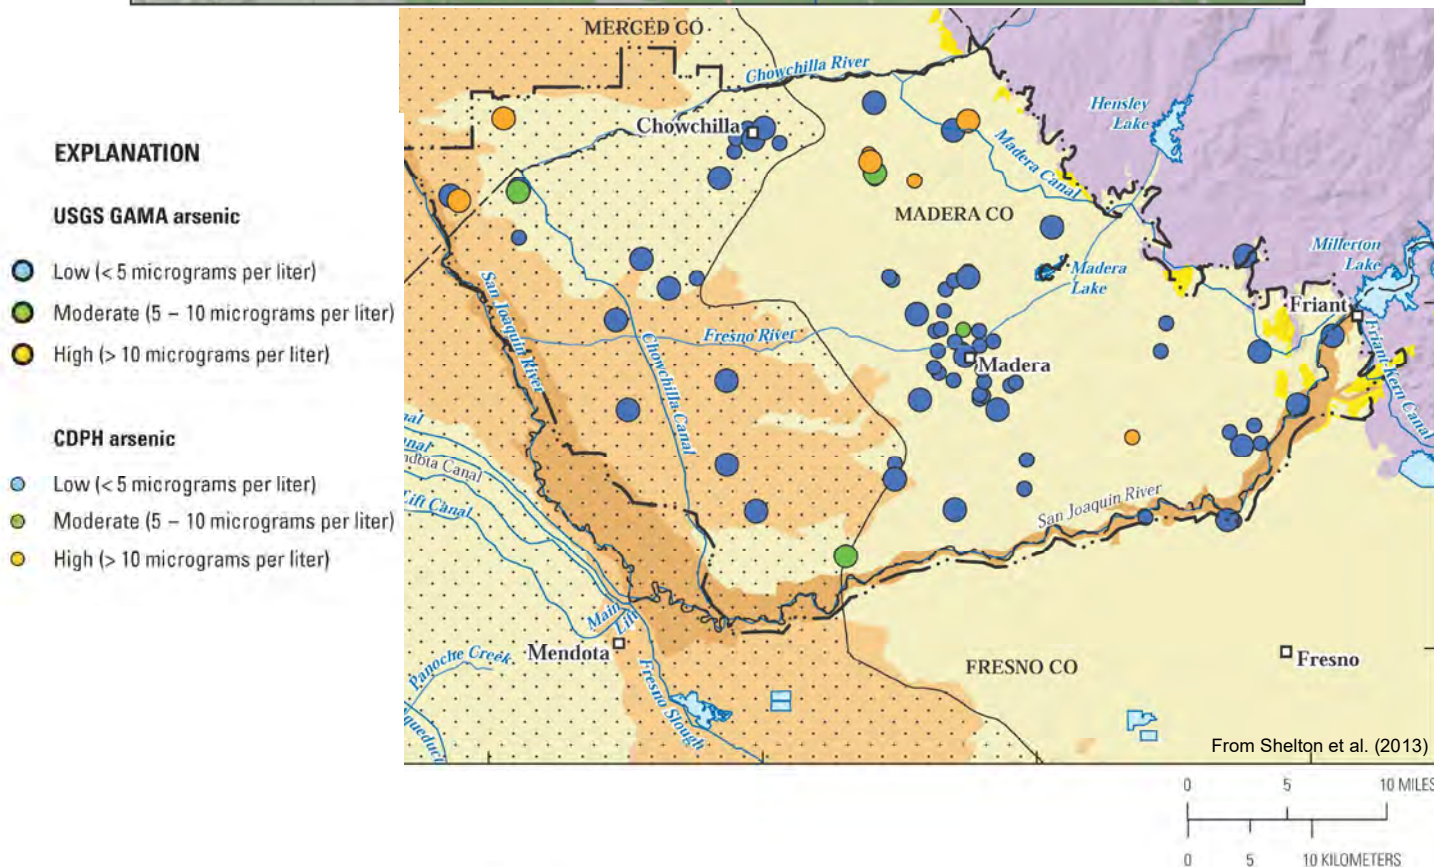 EXPLANATION
USGS GAMA arsenic
Low (< 5 micrograms per liter)
Moderate (5 – 10 micrograms per liter)
High (> 10 micrograms per liter)
CDPH arsenic
Low (< 5 micrograms per liter)
Moderate (5 – 10 micrograms per liter)
High (> 10 micrograms per liter)
MERCED CO
Chowchilla River
Chowchilla
Hensley
Lake
Madera Canal
MADERA CO
Millerton
Lake
Madera
Lake
Friant
San Joaquin River
Chowchilla Canal
Fresno River
Madera
Friant-Kern Canal
Canal
Lift Canal
San Joaquin River
Main
Lift
Mendota
Panoche Creek
Fresno Slough
FRESNO CO
Fresno
From Shelton et al. (2013)
0 5 10 MILES
0 5 10 KILOMETERS